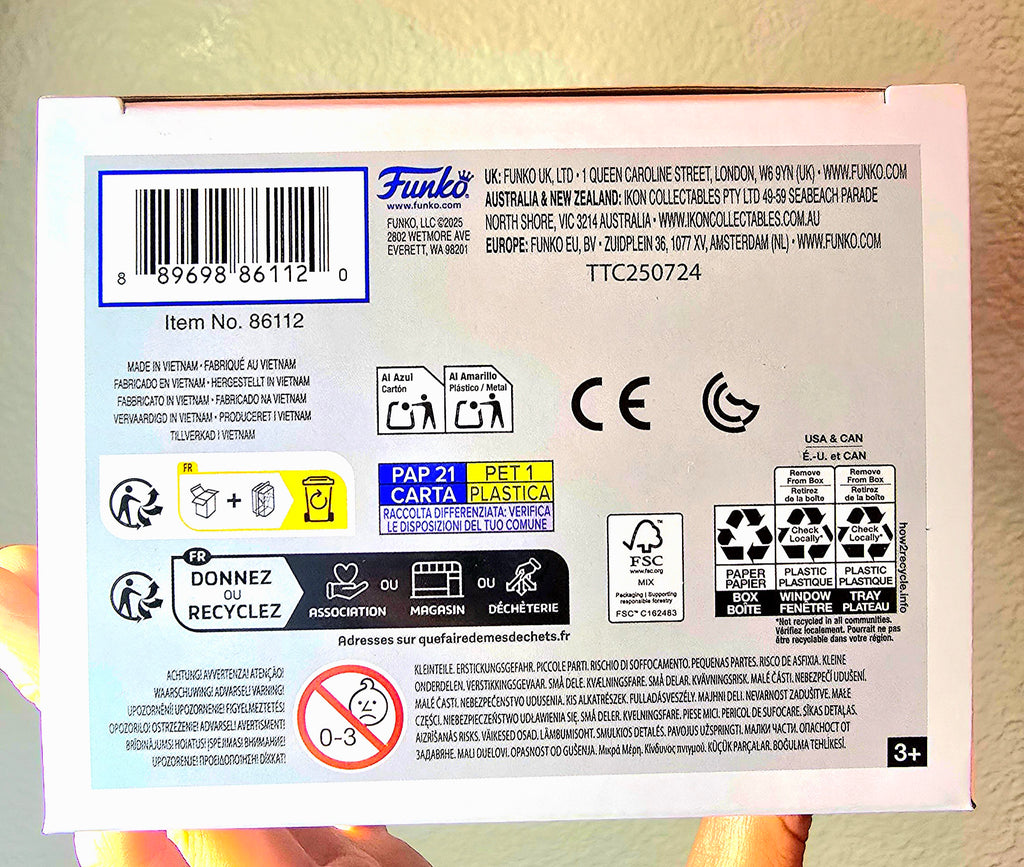 8 89698 86112 0
Item No. 86112
Funko
www.funko.com
FUNKO, LLC ©2025
2802 WETMORE AVE
EVERETT, WA 98201
UK: FUNKO UK, LTD • 1 QUEEN CAROLINE STREET, LONDON, W6 9YN (UK) • WWW.FUNKO.COM
AUSTRALIA & NEW ZEALAND: IKON COLLECTABLES PTY LTD 49-59 SEABEACH PARADE
NORTH SHORE, VIC 3214 AUSTRALIA • WWW.IKONCOLLECTABLES.COM.AU
EUROPE: FUNKO EU, BV • ZUIDPLEIN 36, 1077 XV, AMSTERDAM (NL) • WWW.FUNKO.COM
TTC250724
MADE IN VIETNAM • FABRIQUÉ AU VIETNAM
FABRICADO EN VIETNAM • HERGESTELLT IN VIETNAM
FABBRICATO IN VIETNAM • FABRICADO NA VIETNAM
VERVAARDIGD IN VIETNAM • PRODUCERET I VIETNAM
TILLVERKAD I VIETNAM
Al Azul
Cartón
Al Amarillo
Plástico / Metal
CE
FR
PAP 21
CARTA
PET 1
PLASTICA
RACCOLTA DIFFERENZIATA: VERIFICA
LE DISPOSIZIONI DEL TUO COMUNE
FR
DONNEZ
OU
RECYCLEZ
ASSOCIATION
OU
MAGASIN
OU
DÉCHÈTERIE
Adresses sur quefairedemesdechets.fr
FSC
www.fsc.org
MIX
Packaging | Supporting
responsible forestry
FSC™ C162483
USA & CAN
É.-U. et CAN
Remove
From Box
Retirez
de la boîte
Remove
From Box
Retirez
de la boîte
Check
Locally*
Check
Locally*
PAPER
PAPIER
BOX
BOÎTE
PLASTIC
PLASTIQUE
WINDOW
FENÊTRE
PLASTIC
PLASTIQUE
TRAY
PLATEAU
how2recycle.info
*Not recycled in all communities.
Vérifiez localement. Pourrait ne pas
être recyclable dans votre région.
ACHTUNG! AVVERTENZA! ATENÇÃO!
WAARSCHUWING! ADVARSEL! VARNING!
UPOZORNĚNÍ! UPOZORNENIE! FIGYELMEZTETÉS!
OPOZORILO! OSTRZEŻENIE! ADVARSEL! AVERTISMENT!
BRĪDINĀJUMS! HOIATUS! ĮSPĖJIMAS! ВНИМАНИЕ!
UPOZORENJE! ΠΡΟΕΙΔΟΠΟΙΗΣΗ! DİKKAT!
0-3
KLEINTEILE. ERSTICKUNGSGEFAHR. PICCOLE PARTI. RISCHIO DI SOFFOCAMENTO. PEQUENAS PARTES. RISCO DE ASFIXIA. KLEINE
ONDERDELEN. VERSTIKKINGSGEVAAR. SMÅ DELE. KVÆLNINGSFARE. SMÅ DELAR. KVÄVNINGSRISK. MALÉ ČÁSTI. NEBEZPEČÍ UDUŠENÍ.
MALÉ ČASTI. NEBEZPEČENSTVO UDUSENIA. KIS ALKATRÉSZEK. FULLADÁSVESZÉLY. MAJHNI DELI. NEVARNOST ZADUŠITVE. MAŁE
CZĘŚCI. NIEBEZPIECZEŃSTWO UDŁAWIENIA SIĘ. SMÅ DELER. KVELNINGSFARE. PIESE MICI. PERICOL DE SUFOCARE. SĪKAS DETAĻAS.
AIZRĪŠANĀS RISKS. VÄIKESED OSAD, LÄMBUMISOHT. SMULKIOS DETALĖS. PAVOJUS UŽSPRINGTI. МАЛКИ ЧАСТИ. ОПАСНОСТ ОТ
ЗАДАВЯНЕ. MALI DIJELOVI. OPASNOST OD GUŠENJA. Μικρά Μέρη. Κίνδυνος πνιγμού. KÜÇÜK PARÇALAR. BOĞULMA TEHLİKESİ.
3+